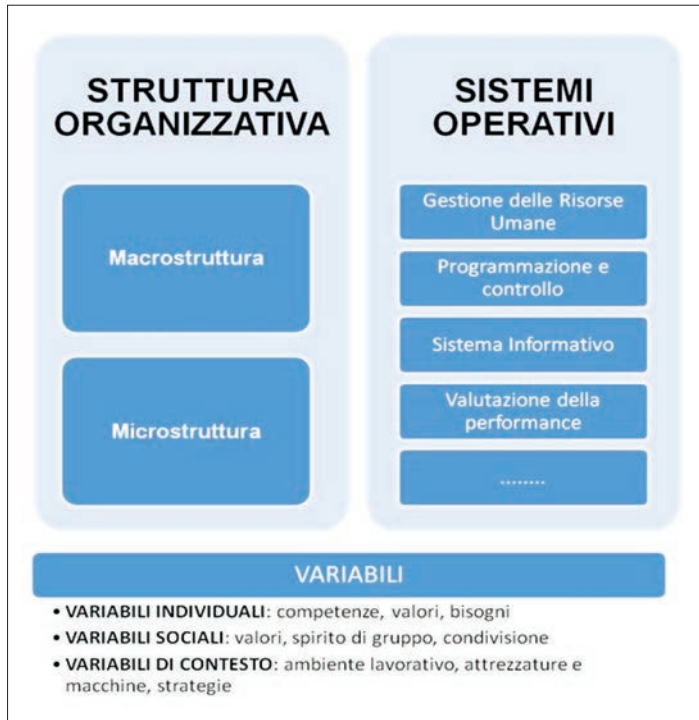 STRUTTURA
ORGANIZZATIVA
Macrostruttura
Microstruttura
SISTEMI
OPERATIVI
Gestione delle Risorse
Umane
Programmazione e
controllo
Sistema Informativo
Valutazione della
performance
........
VARIABILI
• VARIABILI INDIVIDUALI: competenze, valori, bisogni
• VARIABILI SOCIALI: valori, spirito di gruppo, condivisione
• VARIABILI DI CONTESTO: ambiente lavorativo, attrezzature e
macchine, strategie